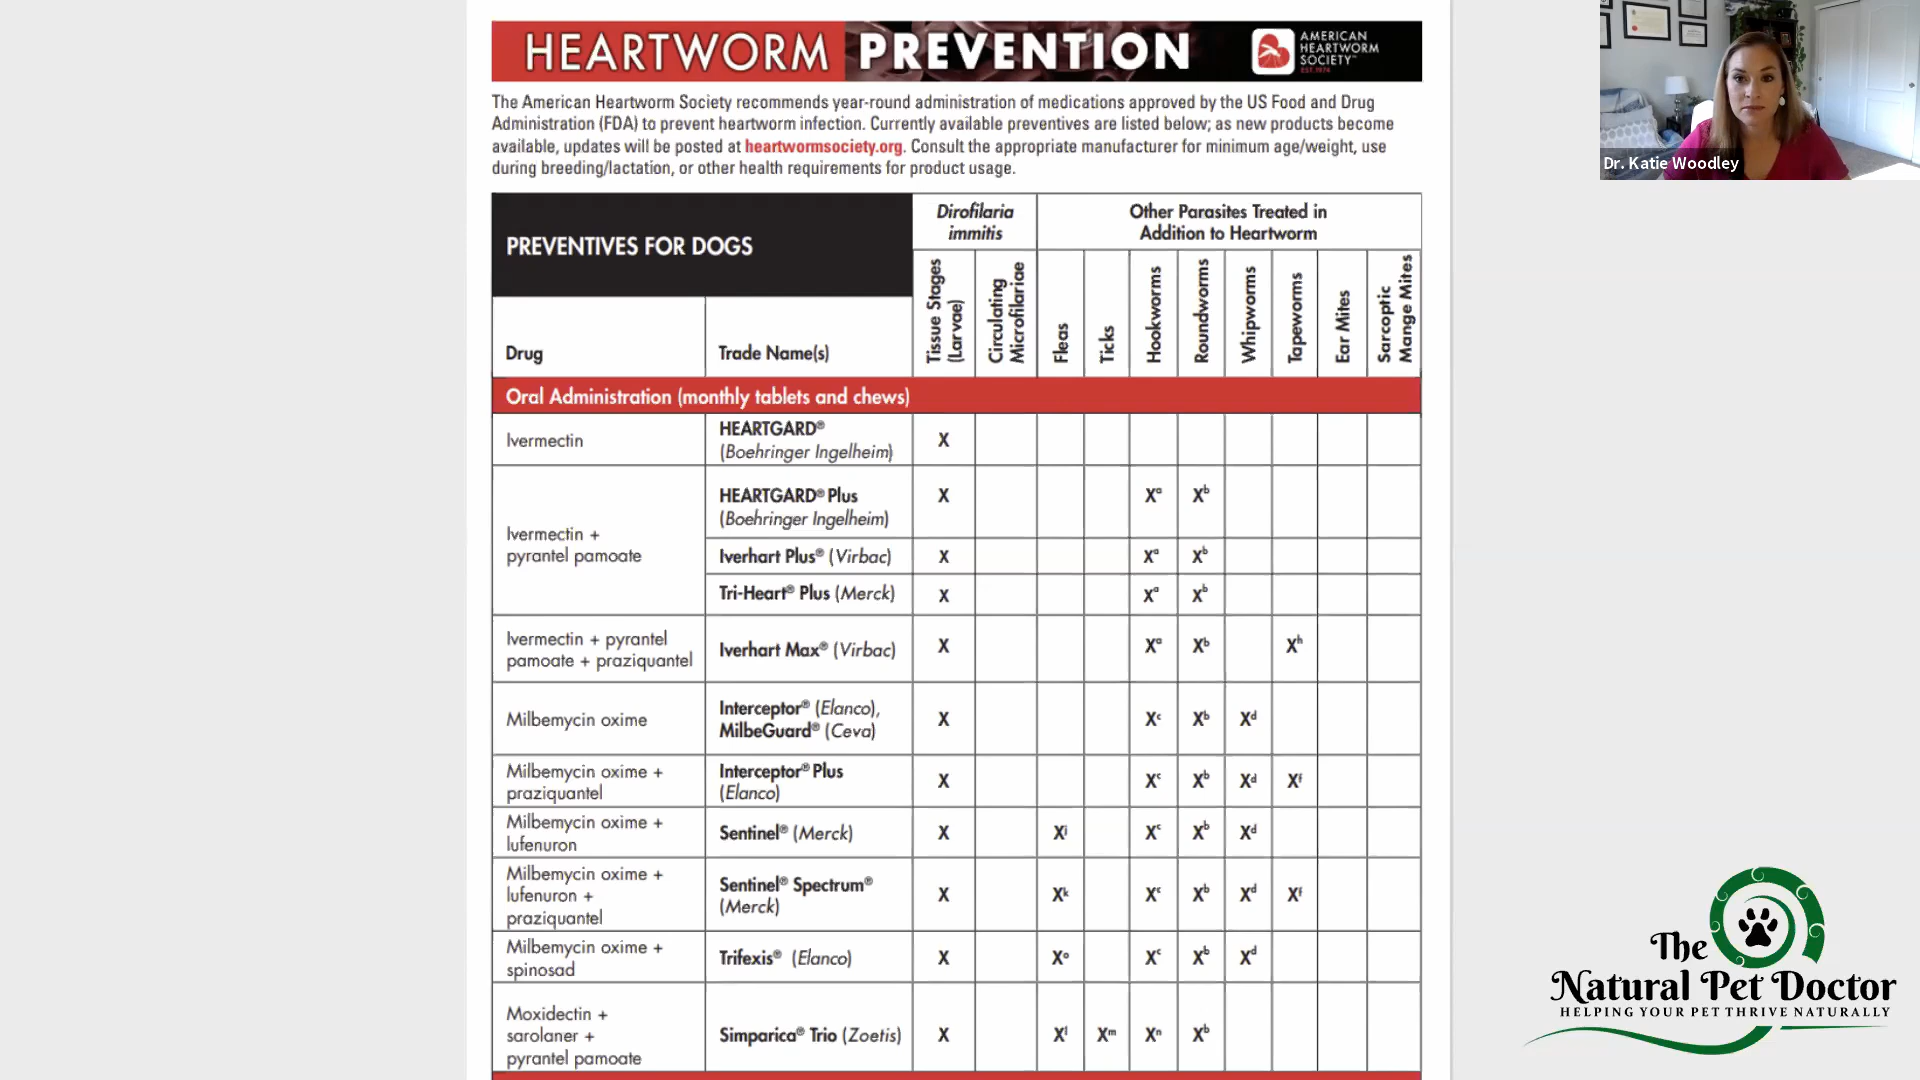 HEARTWORM PREVENTION
AMERICAN
HEARTWORM
SOCIETY
EST. 1974
The American Heartworm Society recommends year-round administration of medications approved by the US Food and Drug
Administration (FDA) to prevent heartworm infection. Currently available preventives are listed below; as new products become
available, updates will be posted at heartwormsociety.org. Consult the appropriate manufacturer for minimum age/weight, use
during breeding/lactation, or other health requirements for product usage.
PREVENTIVES FOR DOGS
Dirofilaria
immitis
Other Parasites Treated in
Addition to Heartworm
Drug
Trade Name(s)
Tissue Stages
(Larvae)
Circulating
Microfilariae
Fleas
Ticks
Hookworms
Roundworms
Whipworms
Tapeworms
Ear Mites
Sarcoptic
Mange Mites
Oral Administration (monthly tablets and chews)
Ivermectin
HEARTGARD®
(Boehringer Ingelheim)
X
Ivermectin +
pyrantel pamoate
HEARTGARD® Plus
(Boehringer Ingelheim)
X Xᵃ Xᵇ
Iverhart Plus® (Virbac)
X Xᵃ Xᵇ
Tri-Heart® Plus (Merck)
X Xᵃ Xᵇ
Ivermectin + pyrantel
pamoate + praziquantel
Iverhart Max® (Virbac)
X Xᵃ Xᵇ Xʰ
Milbemycin oxime
Interceptor® (Elanco),
MilbeGuard® (Ceva)
X Xᶜ Xᵇ Xᵈ
Milbemycin oxime +
praziquantel
Interceptor® Plus
(Elanco)
X Xᶜ Xᵇ Xᵈ Xᶠ
Milbemycin oxime +
lufenuron
Sentinel® (Merck)
X Xʲ Xᶜ Xᵇ Xᵈ
Milbemycin oxime +
lufenuron +
praziquantel
Sentinel® Spectrum®
(Merck)
X Xᵏ Xᶜ Xᵇ Xᵈ Xᶠ
Milbemycin oxime +
spinosad
Trifexis® (Elanco)
X Xᵒ Xᶜ Xᵇ Xᵈ
Moxidectin +
sarolaner +
pyrantel pamoate
Simparica® Trio (Zoetis)
X Xˡ Xᵐ Xⁿ Xᵇ
Dr. Katie Woodley
The
Natural Pet Doctor
HELPING YOUR PET THRIVE NATURALLY